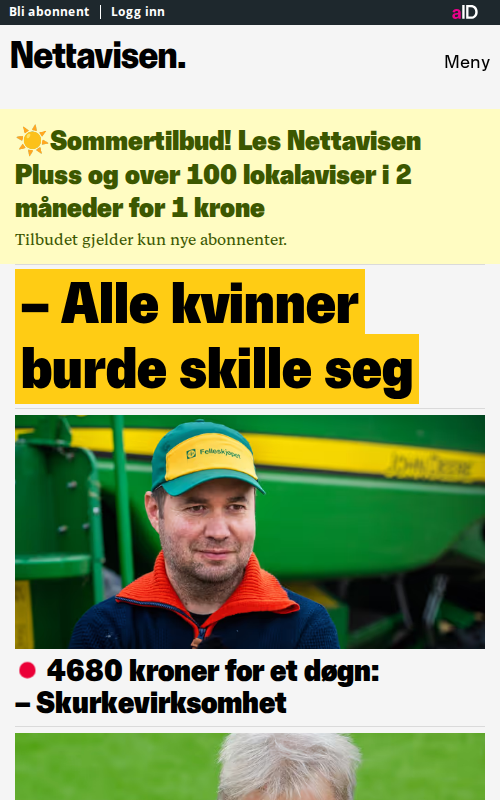 Bli abonnent
Logg inn
aID
Nettavisen.
Meny
☀️Sommertilbud! Les Nettavisen
Pluss og over 100 lokalaviser i 2
måneder for 1 krone
Tilbudet gjelder kun nye abonnenter.
– Alle kvinner
burde skille seg
Felleskjøpet
JOHN DEERE
4680 kroner for et døgn:
– Skurkevirksomhet